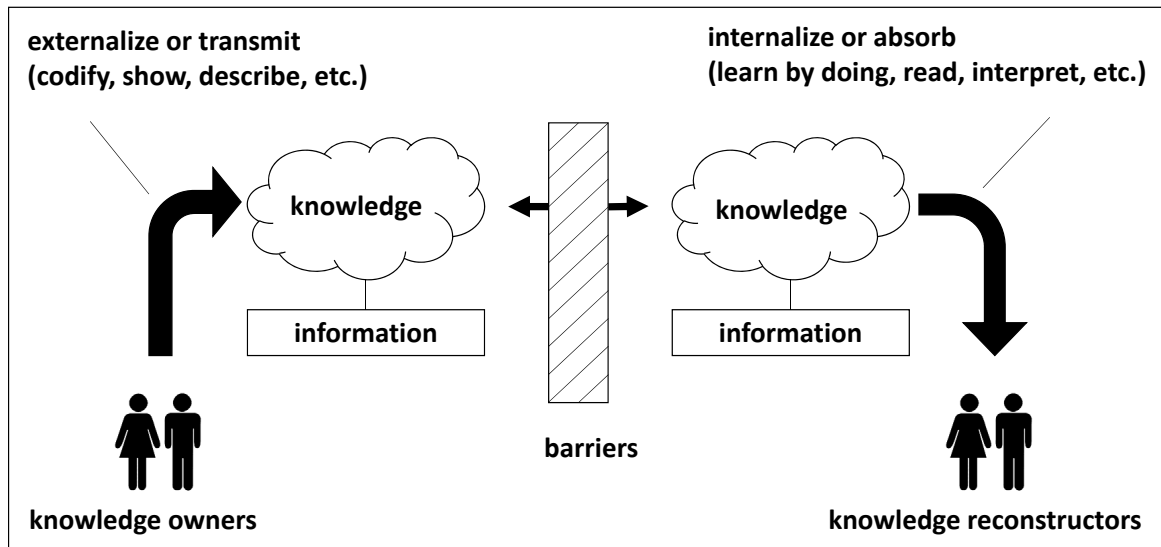 externalize or transmit
(codify, show, describe, etc.)
internalize or absorb
(learn by doing, read, interpret, etc.)
knowledge
knowledge
information
information
barriers
knowledge owners
knowledge reconstructors